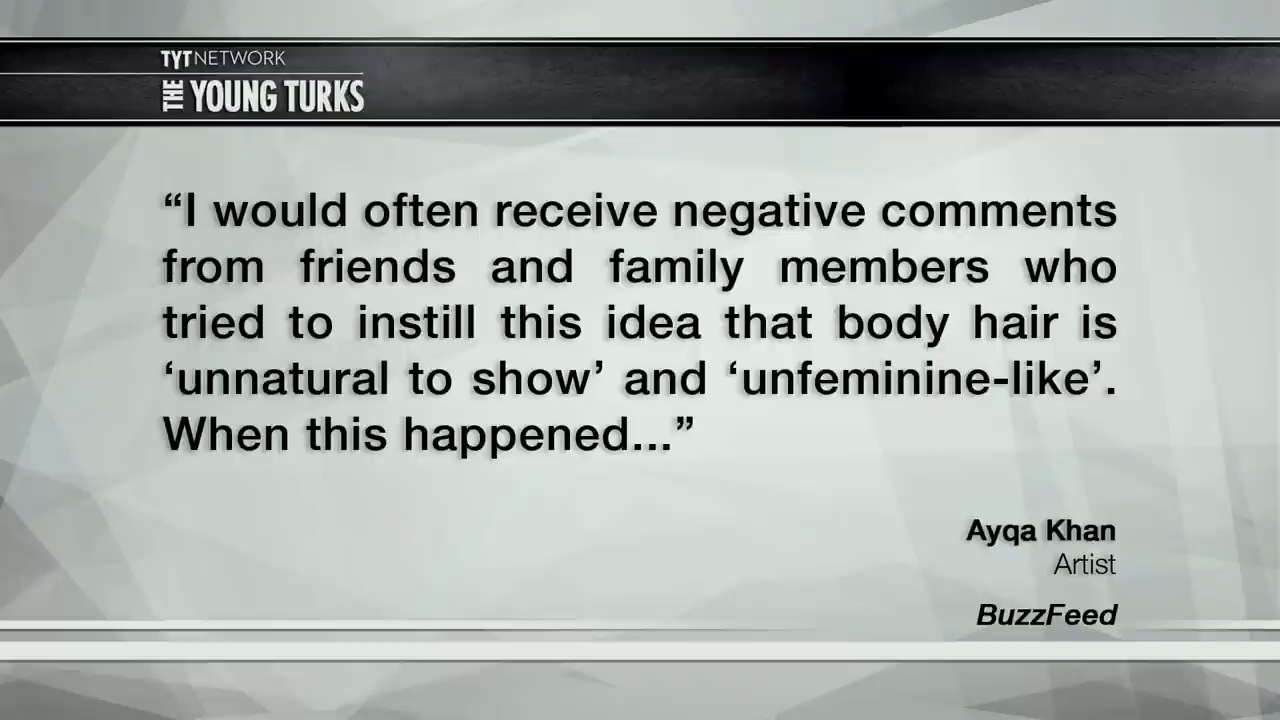 TYTNETWORK
THE YOUNG TURKS
“I would often receive negative comments
from friends and family members who
tried to instill this idea that body hair is
‘unnatural to show’ and ‘unfeminine-like’.
When this happened...”
Ayqa Khan
Artist
BuzzFeed